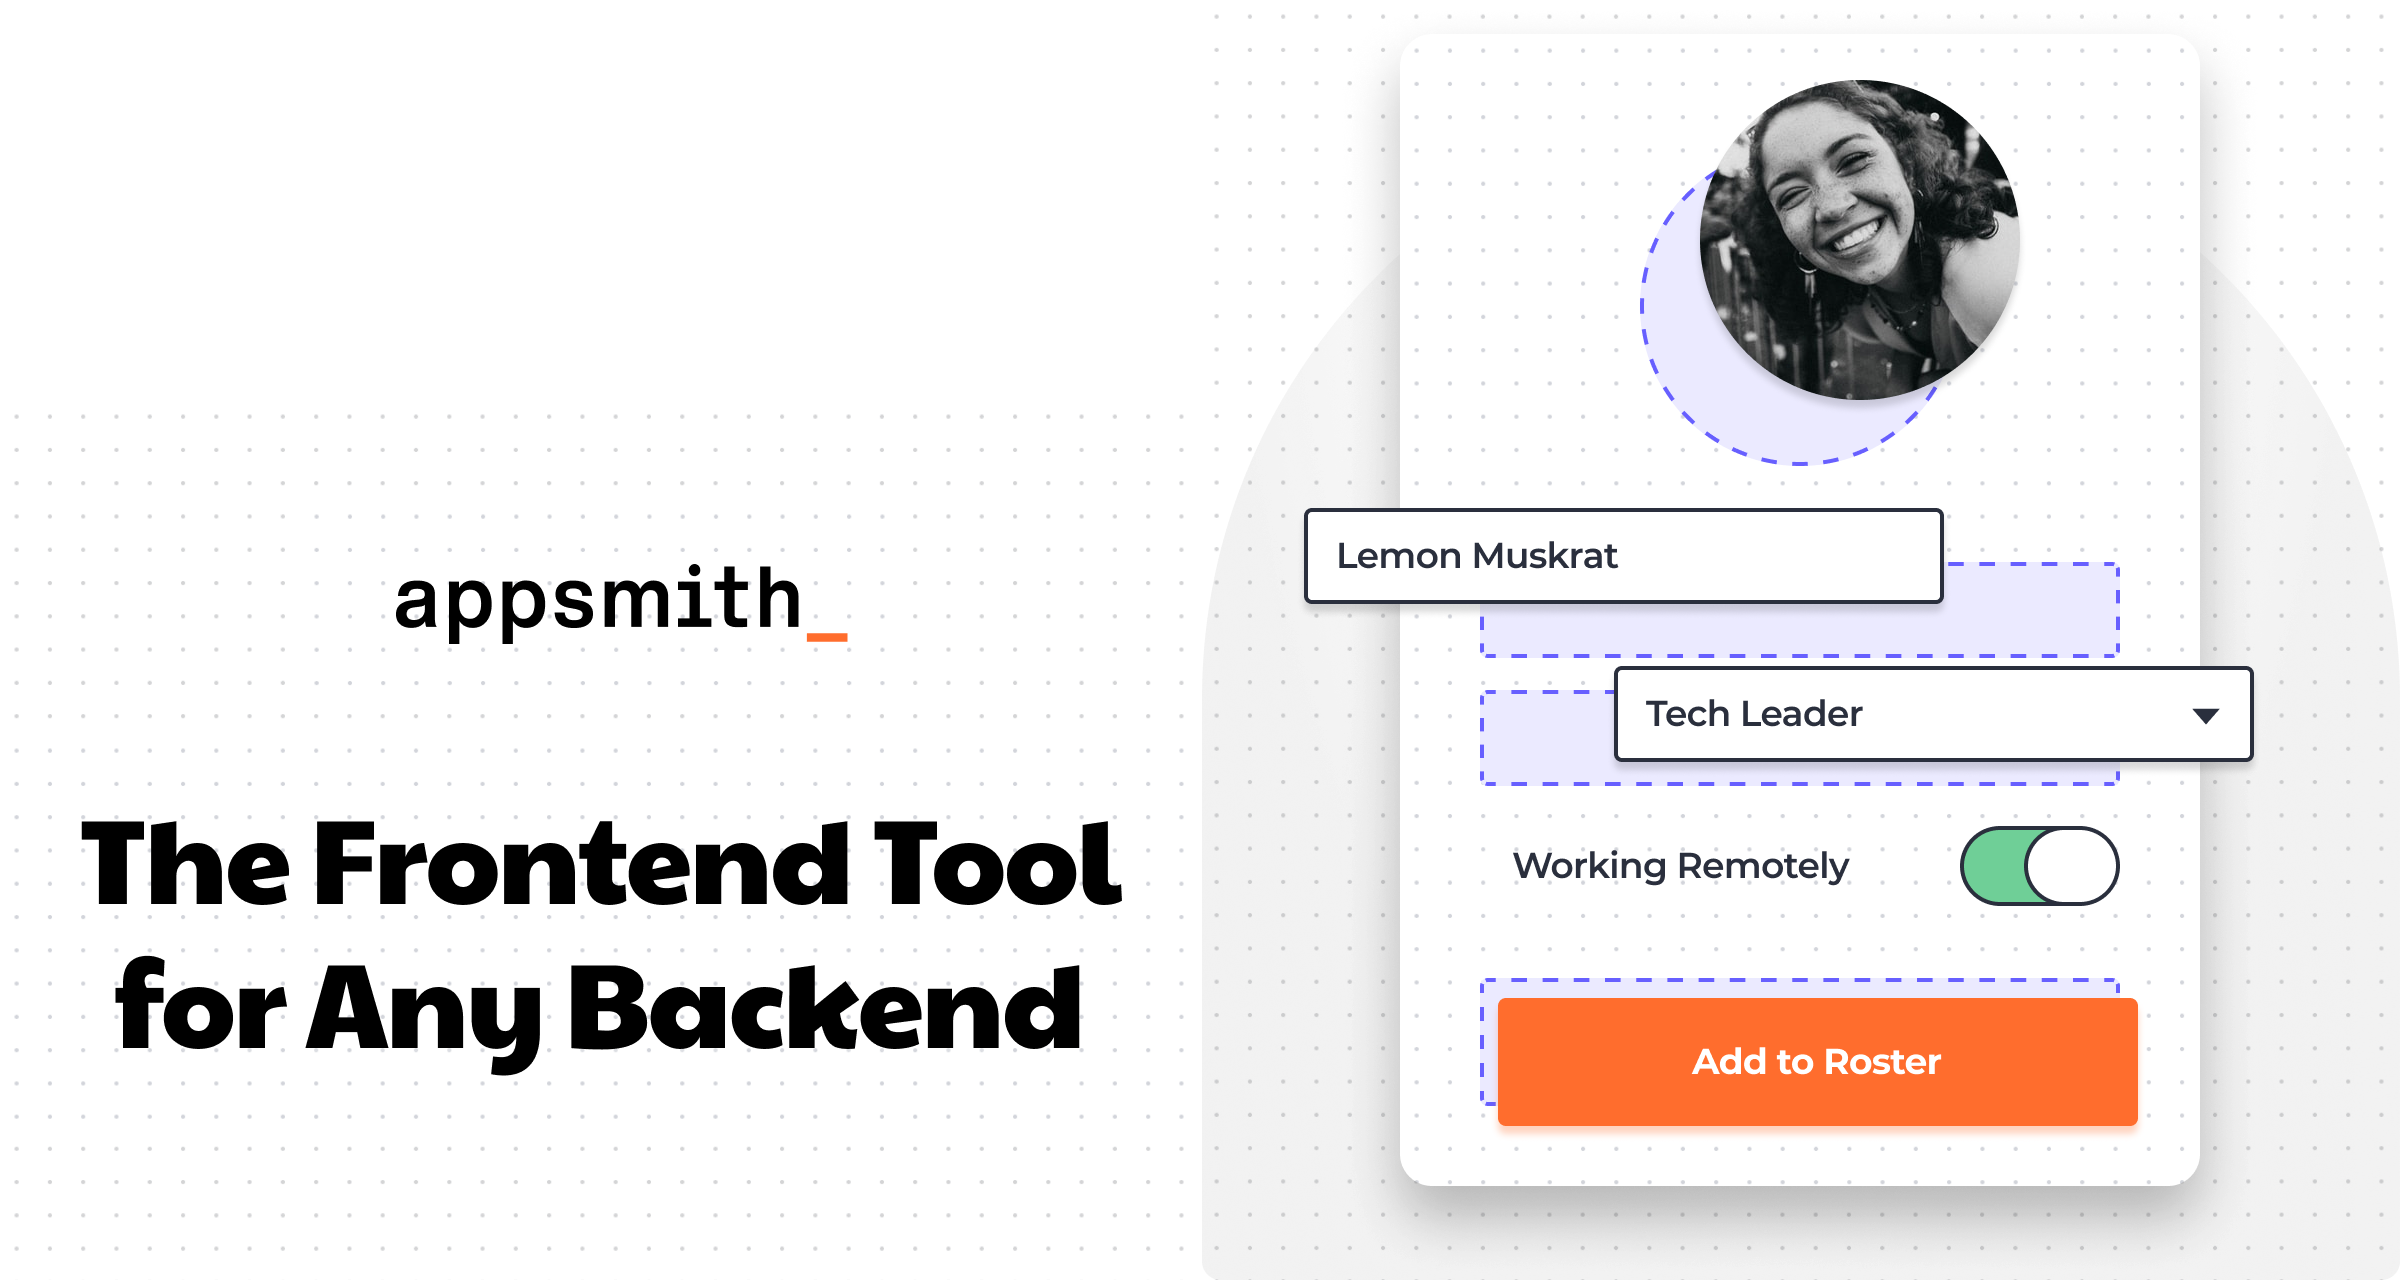 appsmith_
The Frontend Tool
for Any Backend
Lemon Muskrat
Tech Leader
Working Remotely
Add to Roster